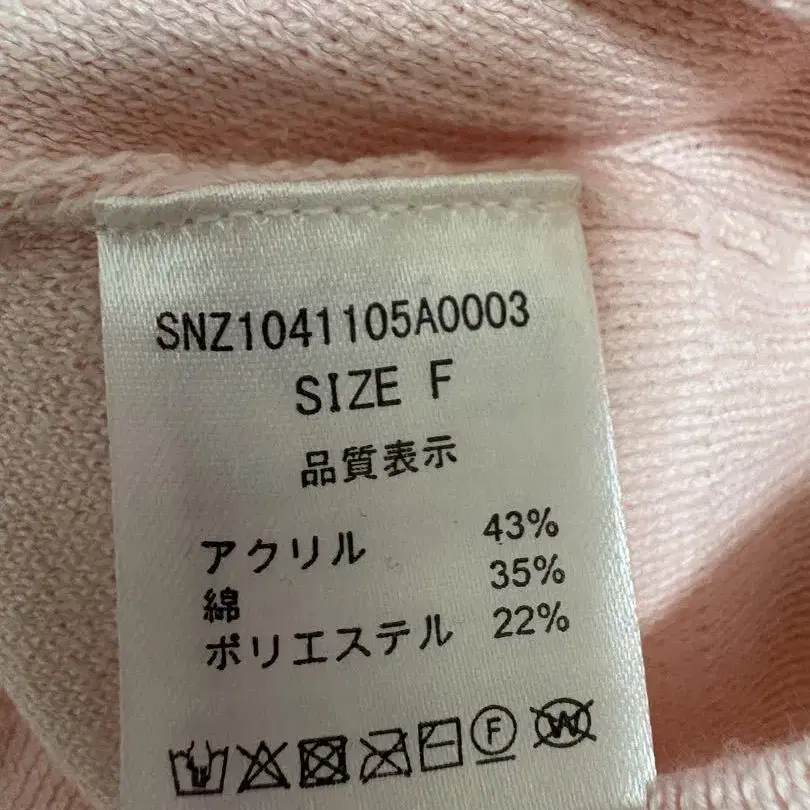 SNZ1041105A0003
SIZE F
品質表示
アクリル 43%
綿 35%
ポリエステル 22%
F W